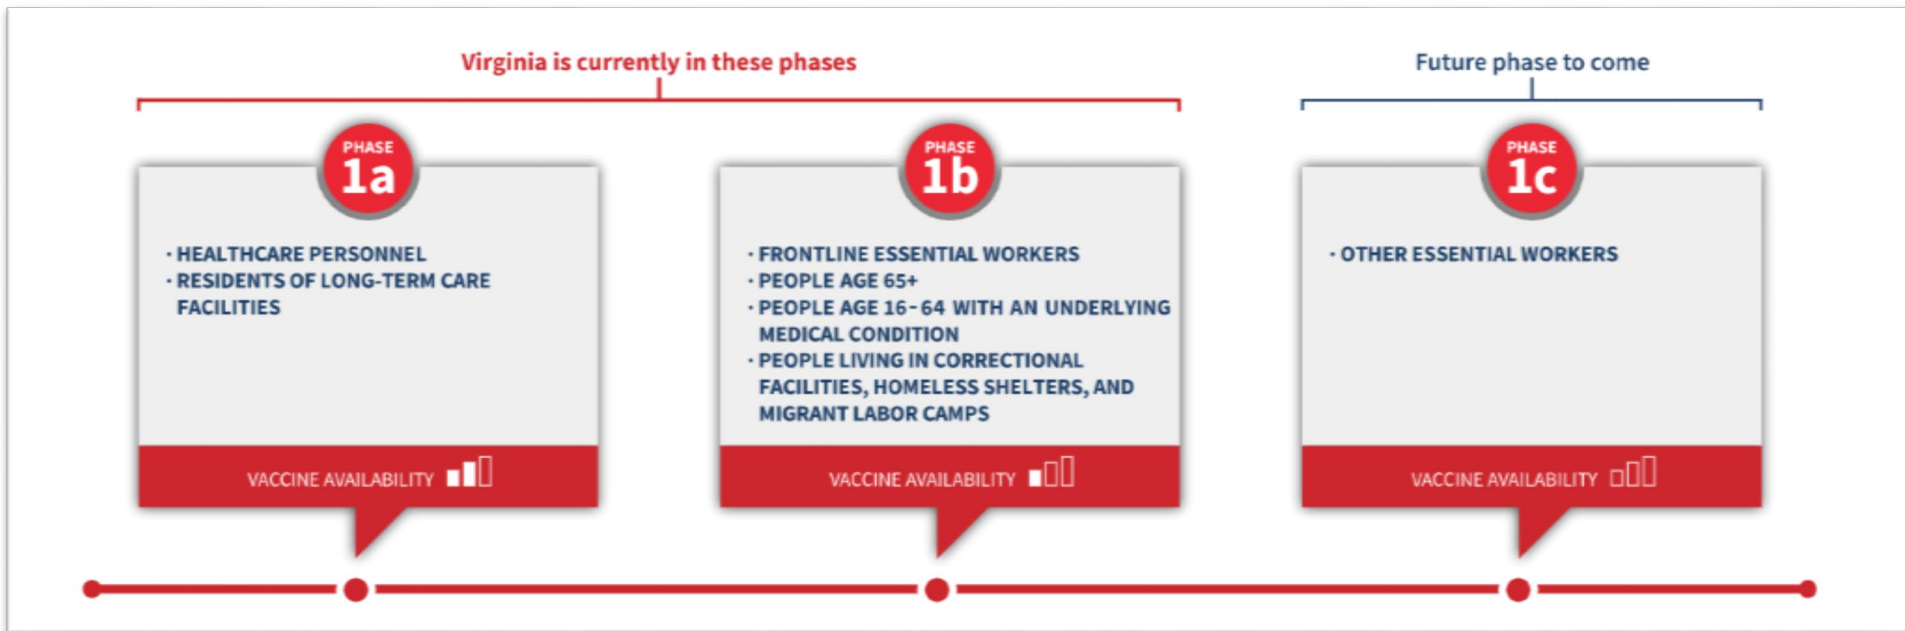 Virginia is currently in these phases
Future phase to come
PHASE
1a
· HEALTHCARE PERSONNEL
· RESIDENTS OF LONG-TERM CARE
FACILITIES
VACCINE AVAILABILITY
PHASE
1b
· FRONTLINE ESSENTIAL WORKERS
· PEOPLE AGE 65+
· PEOPLE AGE 16-64 WITH AN UNDERLYING
MEDICAL CONDITION
· PEOPLE LIVING IN CORRECTIONAL
FACILITIES, HOMELESS SHELTERS, AND
MIGRANT LABOR CAMPS
VACCINE AVAILABILITY
PHASE
1c
· OTHER ESSENTIAL WORKERS
VACCINE AVAILABILITY